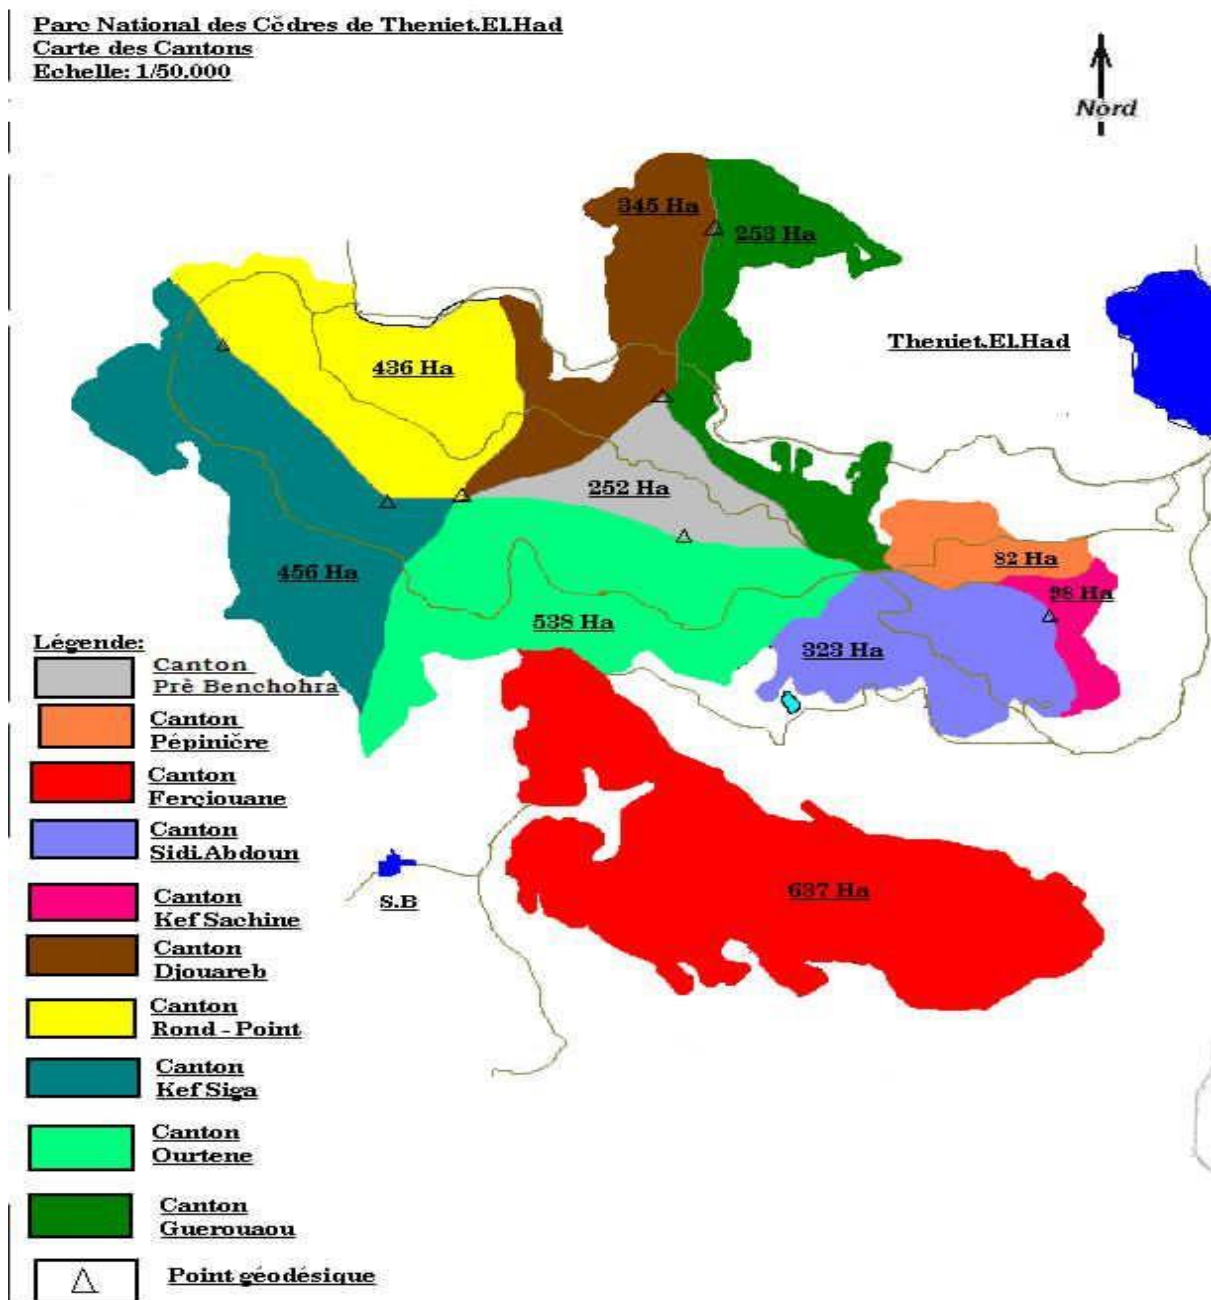 Parc National des Cèdres de Theniet.El.Had
Carte des Cantons
Echelle: 1/50.000
Nord
345 Ha
253 Ha
Theniet.El.Had
436 Ha
252 Ha
82 Ha
98 Ha
456 Ha
538 Ha
323 Ha
637 Ha
S.B
Légende:
Canton
Prè Benchohra
Canton
Pépinière
Canton
Ferçiouane
Canton
Sidi.Abdoun
Canton
Kef Sachine
Canton
Djouareb
Canton
Rond - Point
Canton
Kef Siga
Canton
Ourtene
Canton
Guerouaou
Point géodésique